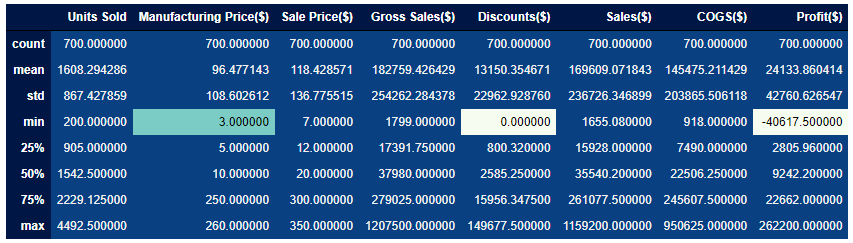 Units Sold Manufacturing Price($) Sale Price($) Gross Sales($) Discounts($) Sales($) COGS($) Profit($)
count 700.000000 700.000000 700.000000 700.000000 700.000000 700.000000 700.000000 700.000000
mean 1608.294286 96.477143 118.428571 182759.426429 13150.354671 169609.071843 145475.211429 24133.860414
std 867.427859 108.602612 136.775515 254262.284378 22962.928760 236726.346899 203865.506118 42760.626547
min 200.000000 3.000000 7.000000 1799.000000 0.000000 1655.080000 918.000000 -40617.500000
25% 905.000000 5.000000 12.000000 17391.750000 800.320000 15928.000000 7490.000000 2805.960000
50% 1542.500000 10.000000 20.000000 37980.000000 2585.250000 35540.200000 22506.250000 9242.200000
75% 2229.125000 250.000000 300.000000 279025.000000 15956.347500 261077.500000 245607.500000 22662.000000
max 4492.500000 260.000000 350.000000 1207500.000000 149677.500000 1159200.000000 950625.000000 262200.000000